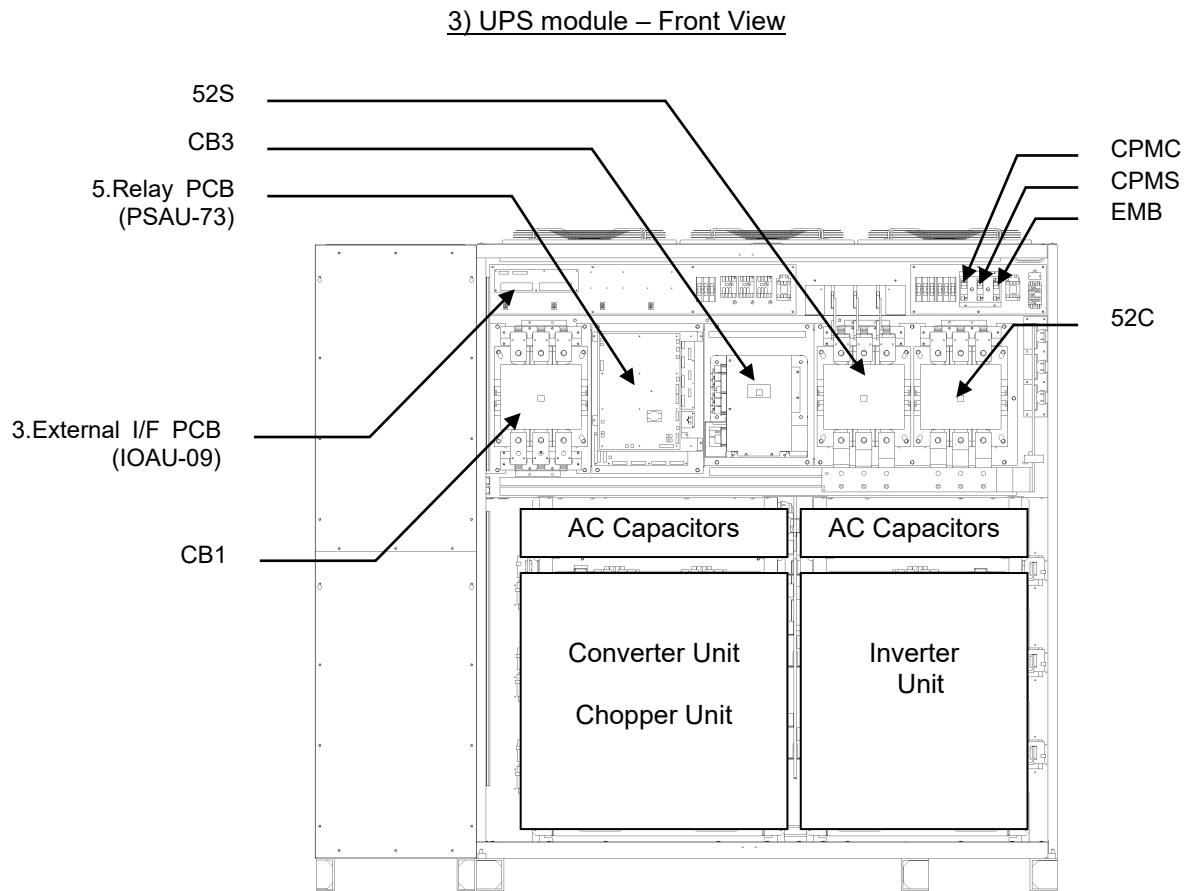 3) UPS module – Front View
52S
CB3
5.Relay PCB
(PSAU-73)
3.External I/F PCB
(IOAU-09)
CB1
CPMC
CPMS
EMB
52C
AC Capacitors
AC Capacitors
Converter Unit
Chopper Unit
Inverter
Unit